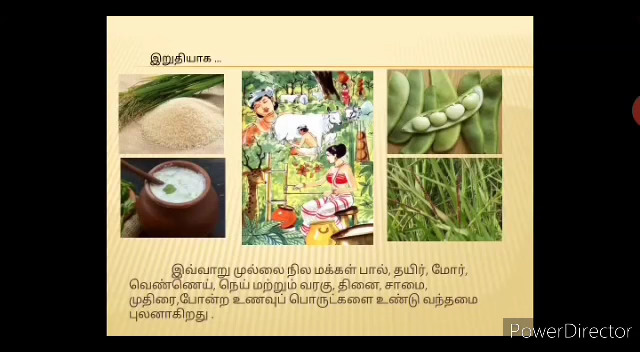 இறுதியாக ...
இவ்வாறு முல்லை நில மக்கள் பால், தயிர், மோர்,
வெண்ணெய், நெய் மற்றும் வரகு, தினை, சாமை,
முதிரை,போன்ற உணவுப் பொருட்களை உண்டு வந்தமை
புலனாகிறது .
PowerDirector